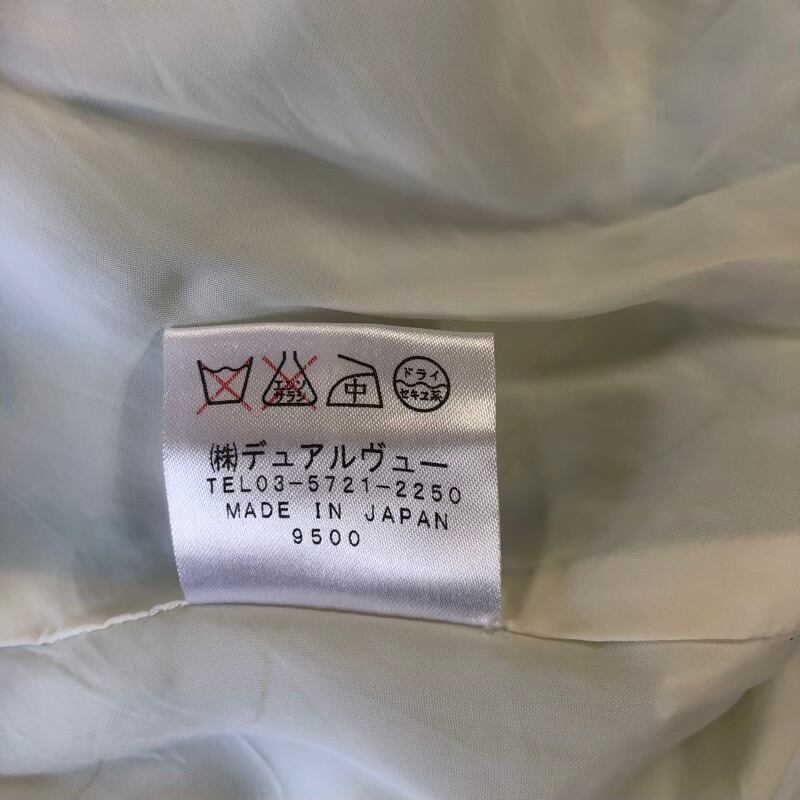 エンソ サラシ 中 ドライ セキユ系
㈱デュアルヴュー
TEL03-5721-2250
MADE IN JAPAN
9500